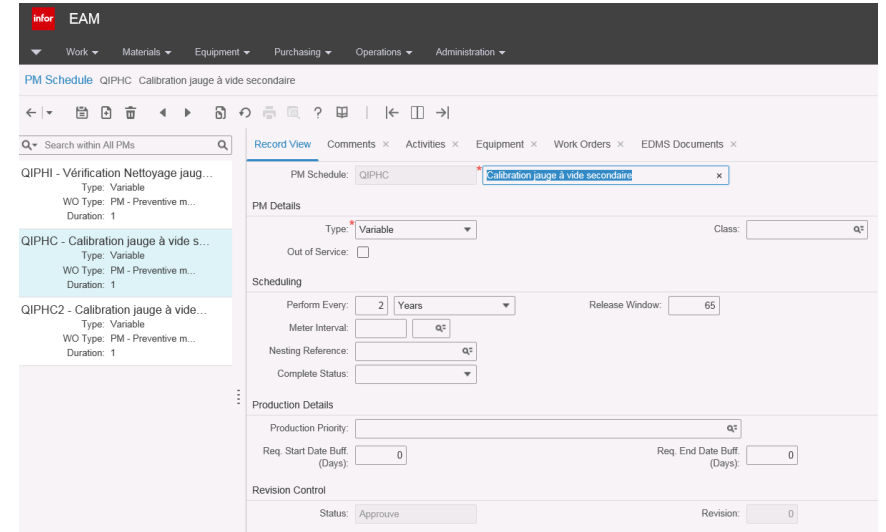 infor EAM
Work Materials Equipment Purchasing Operations Administration
PM Schedule QIPHC Calibration jauge à vide secondaire
Search within All PMs
QIPHI - Vérification Nettoyage jaug...
Type: Variable
WO Type: PM - Preventive m...
Duration: 1
QIPHC - Calibration jauge à vide s...
Type: Variable
WO Type: PM - Preventive m...
Duration: 1
QIPHC2 - Calibration jauge à vide...
Type: Variable
WO Type: PM - Preventive m...
Duration: 1
Record View Comments × Activities × Equipment × Work Orders × EDMS Documents ×
PM Schedule: QIPHC * Calibration jauge à vide secondaire ×
PM Details
Type: * Variable Class:
Out of Service:
Scheduling
Perform Every: 2 Years Release Window: 65
Meter Interval:
Nesting Reference:
Complete Status:
Production Details
Production Priority:
Req. Start Date Buff. (Days): 0 Req. End Date Buff. (Days): 0
Revision Control
Status: Approuve Revision: 0